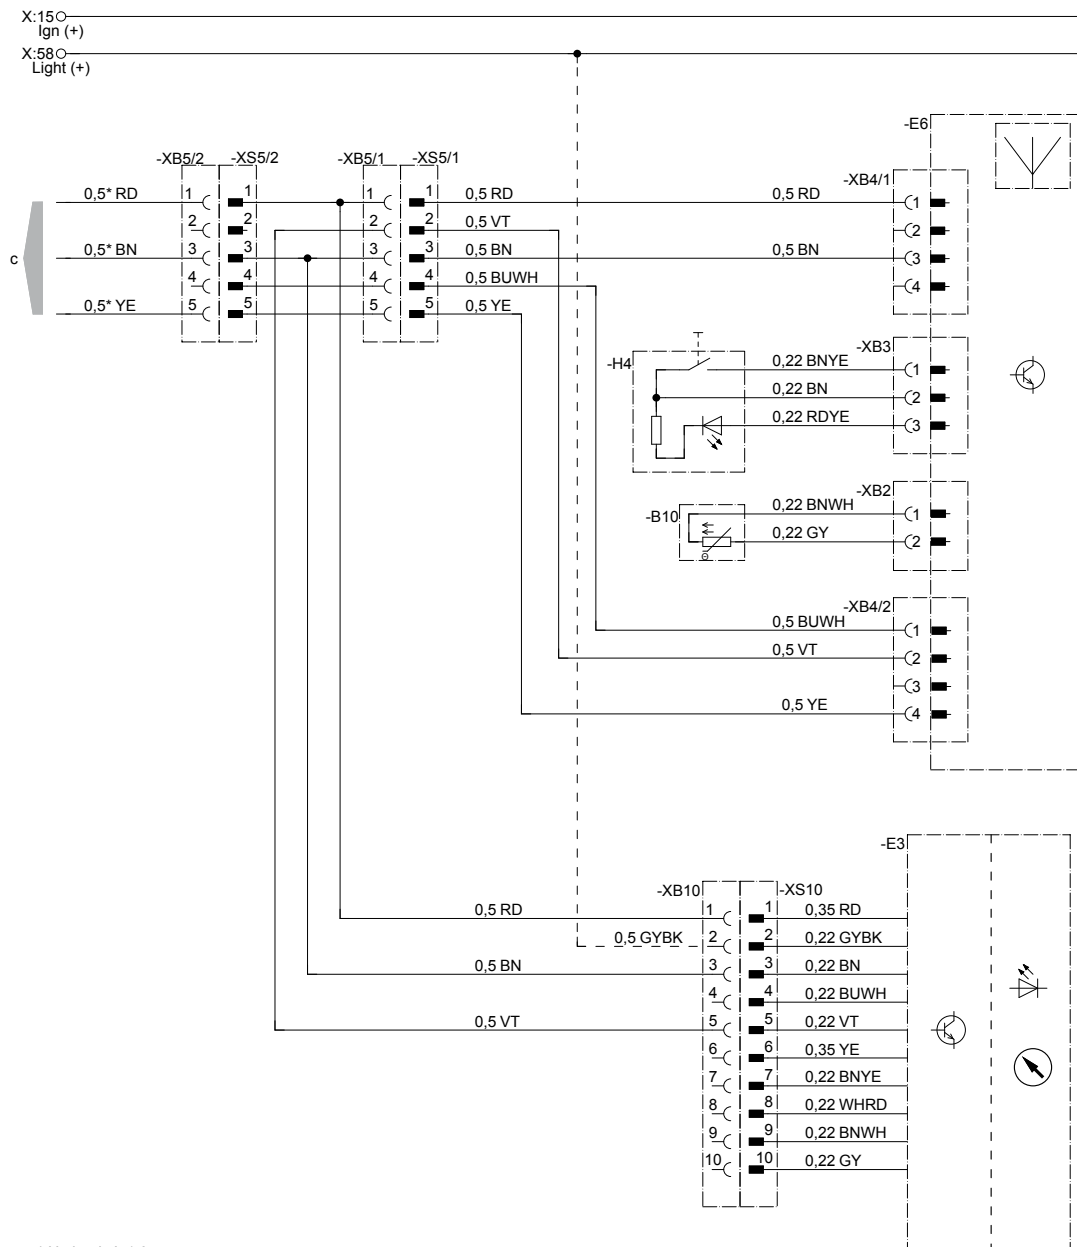 X:15
Ign (+)
X:58
Light (+)
-E6
-XB5/2 -XS5/2 -XB5/1 -XS5/1
-XB4/1
0,5* RD 1 1 1 1 0,5 RD 0,5 RD 1
2 2 2 2 0,5 VT 2
c 0,5* BN 3 3 3 3 0,5 BN 0,5 BN 3
4 4 4 4 0,5 BUWH 4
0,5* YE 5 5 5 5 0,5 YE
-XB3
-H4 0,22 BNYE 1
0,22 BN 2
0,22 RDYE 3
-XB2
-B10 0,22 BNWH 1
0,22 GY 2
-XB4/2
0,5 BUWH 1
0,5 VT 2
3
0,5 YE 4
-E3
-XB10 -XS10
0,5 RD 1 1 0,35 RD
0,5 GYBK 2 2 0,22 GYBK
0,5 BN 3 3 0,22 BN
4 4 0,22 BUWH
0,5 VT 5 5 0,22 VT
6 6 0,35 YE
7 7 0,22 BNYE
8 8 0,22 WHRD
9 9 0,22 BNWH
10 10 0,22 GY